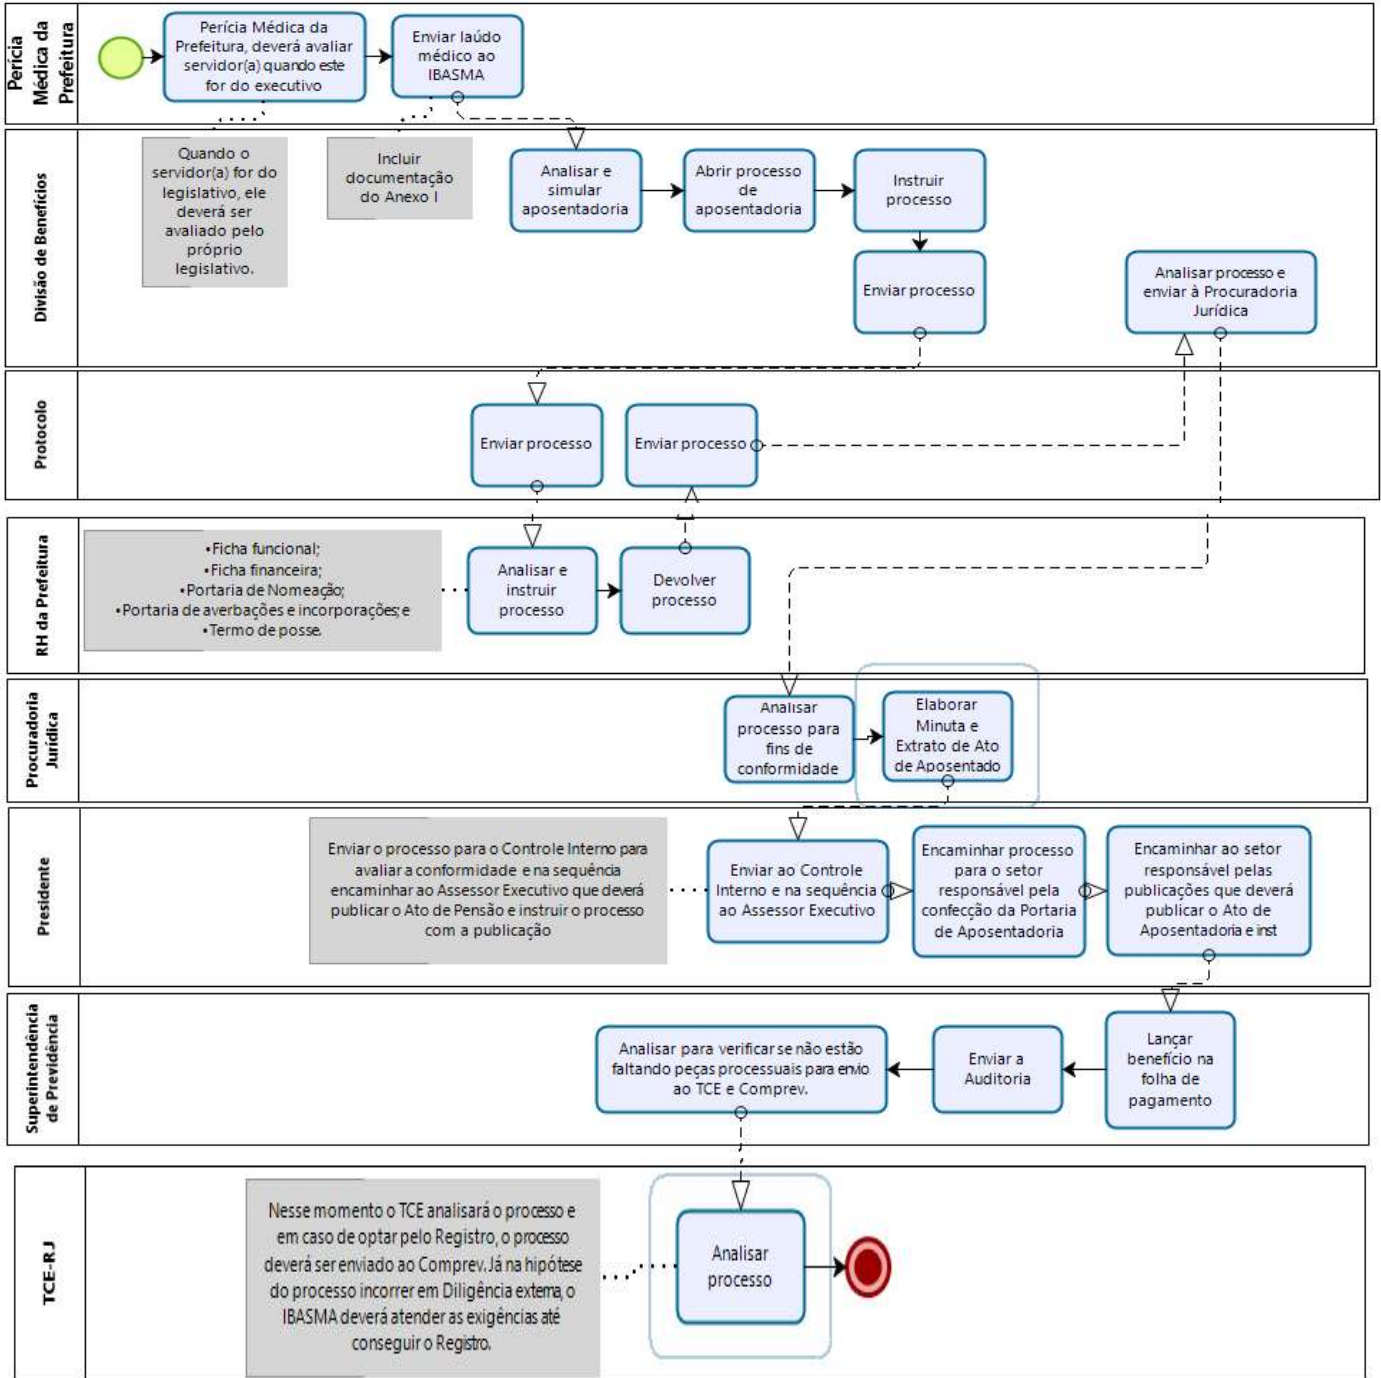 Perícia
Médica da
Prefeitura
Perícia Médica da
Prefeitura, deverá avaliar
servidor(a) quando este
for do executivo
Enviar laúdo
médico ao
IBASMA
Divisão de Benefícios
Quando o
servidor(a) for do
legislativo, ele
deverá ser
avaliado pelo
próprio
legislativo.
Incluir
documentação
do Anexo I
Analisar e
simular
aposentadoria
Abrir processo
de
aposentadoria
Instruir
processo
Enviar processo
Analisar processo e
enviar à Procuradoria
Jurídica
Protocolo
Enviar processo
Enviar processo
RH da Prefeitura
•Ficha funcional;
•Ficha financeira;
•Portaria de Nomeação;
•Portaria de averbações e incorporações; e
•Termo de posse.
Analisar e
instruir
processo
Devolver
processo
Procuradoria
Jurídica
Analisar
processo para
fins de
conformidade
Elaborar
Minuta e
Extrato de Ato
de Aposentado
Presidente
Enviar o processo para o Controle Interno para
avaliar a conformidade e na sequência
encaminhar ao Assessor Executivo que deverá
publicar o Ato de Pensão e instruir o processo
com a publicação
Enviar ao Controle
Interno e na sequência
ao Assessor Executivo
Encaminhar processo
para o setor
responsável pela
confecção da Portaria
de Aposentadoria
Encaminhar ao setor
responsável pelas
publicações que deverá
publicar o Ato de
Aposentadoria e inst
Superintendência
de Previdência
Analisar para verificar se não estão
faltando peças processuais para envio
ao TCE e Comprev.
Enviar a
Auditoria
Lançar
benefício na
folha de
pagamento
TCE-RJ
Nesse momento o TCE analisará o processo e
em caso de optar pelo Registro, o processo
deverá ser enviado ao Comprev. Já na hipótese
do processo incorrer em Diligência externa, o
IBASMA deverá atender as exigências até
conseguir o Registro.
Analisar
processo